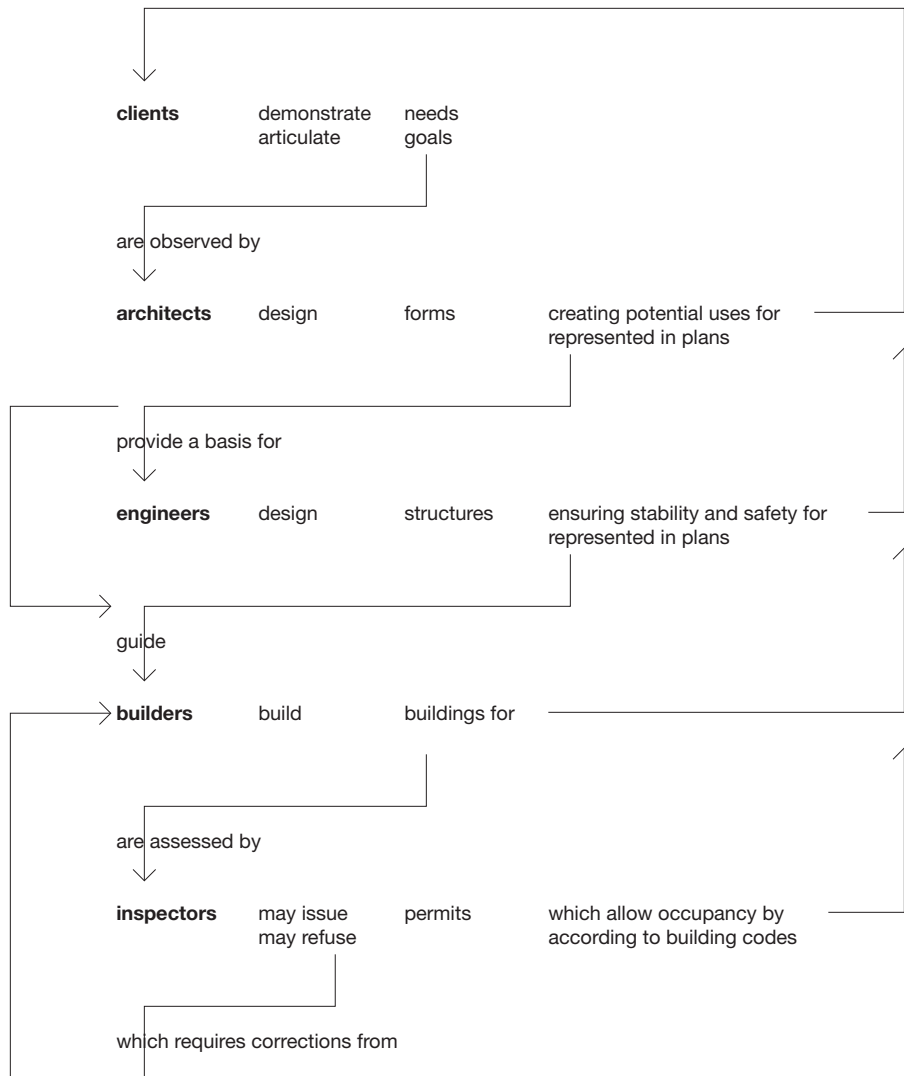 clients demonstrate needs
articulate goals
are observed by
architects design forms creating potential uses for
represented in plans
provide a basis for
engineers design structures ensuring stability and safety for
represented in plans
guide
builders build buildings for
are assessed by
inspectors may issue permits which allow occupancy by
may refuse according to building codes
which requires corrections from